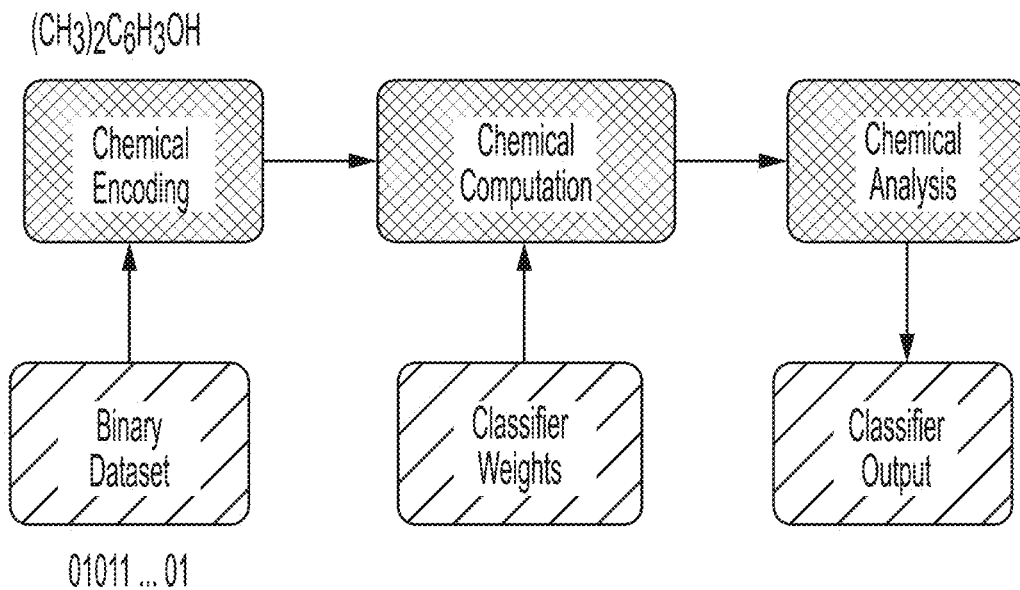 (CH3)2C6H3OH
Chemical
Encoding
Chemical
Computation
Chemical
Analysis
Binary
Dataset
Classifier
Weights
Classifier
Output
01011 ... 01